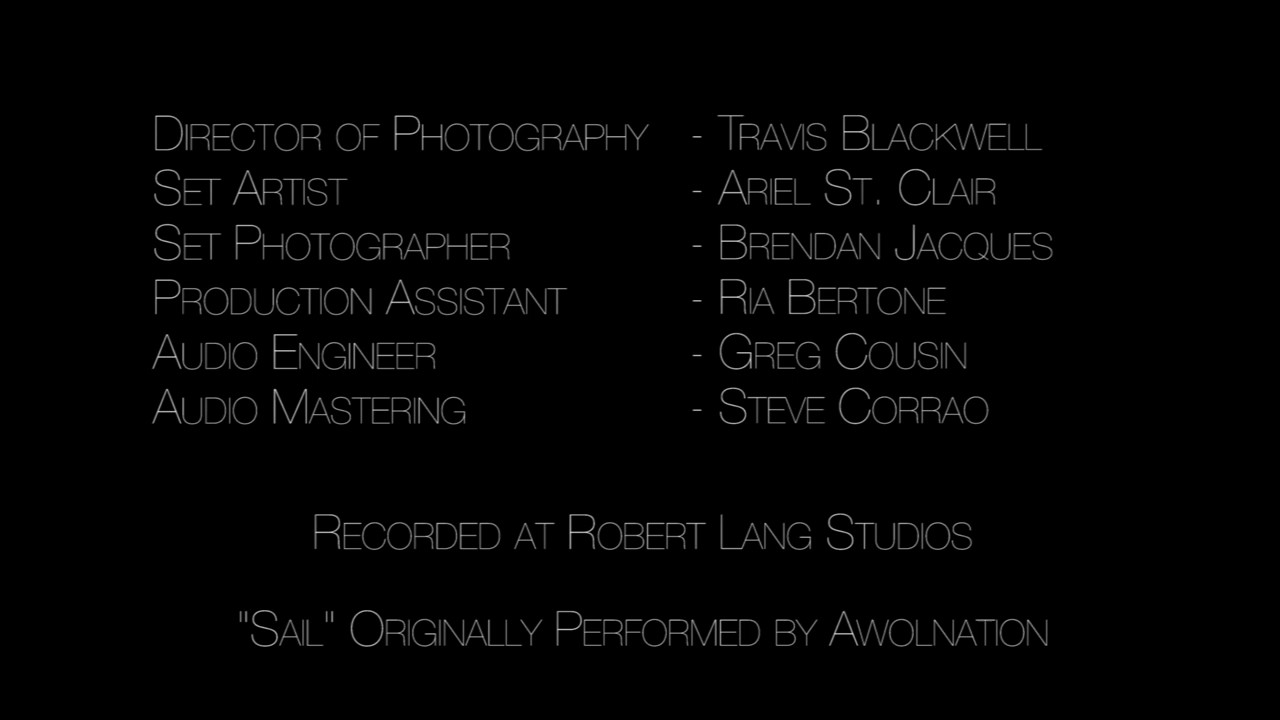 Director of Photography - Travis Blackwell
Set Artist - Ariel St. Clair
Set Photographer - Brendan Jacques
Production Assistant - Ria Bertone
Audio Engineer - Greg Cousin
Audio Mastering - Steve Corrao
Recorded at Robert Lang Studios
"Sail" Originally Performed by Awolnation